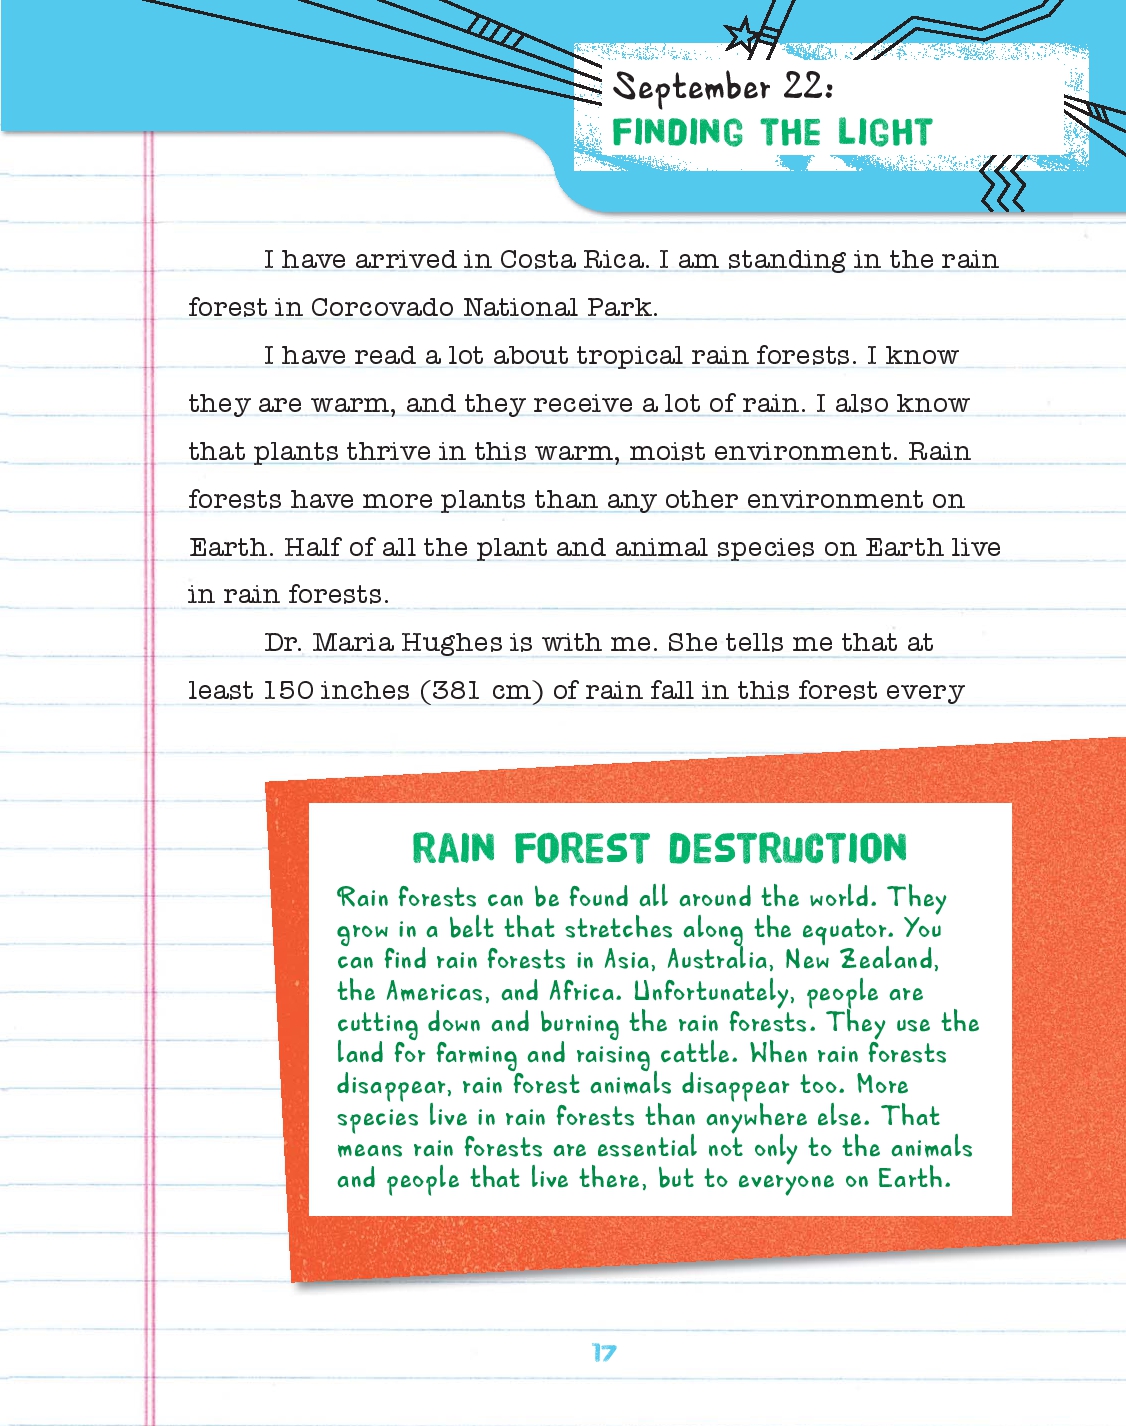 September 22:
FINDING THE LIGHT
I have arrived in Costa Rica. I am standing in the rain
forest in Corcovado National Park.
I have read a lot about tropical rain forests. I know
they are warm, and they receive a lot of rain. I also know
that plants thrive in this warm, moist environment. Rain
forests have more plants than any other environment on
Earth. Half of all the plant and animal species on Earth live
in rain forests.
Dr. Maria Hughes is with me. She tells me that at
least 150 inches (381 cm) of rain fall in this forest every
RAIN FOREST DESTRUCTION
Rain forests can be found all around the world. They
grow in a belt that stretches along the equator. You
can find rain forests in Asia, Australia, New Zealand,
the Americas, and Africa. Unfortunately, people are
cutting down and burning the rain forests. They use the
land for farming and raising cattle. When rain forests
disappear, rain forest animals disappear too. More
species live in rain forests than anywhere else. That
means rain forests are essential not only to the animals
and people that live there, but to everyone on Earth.
17